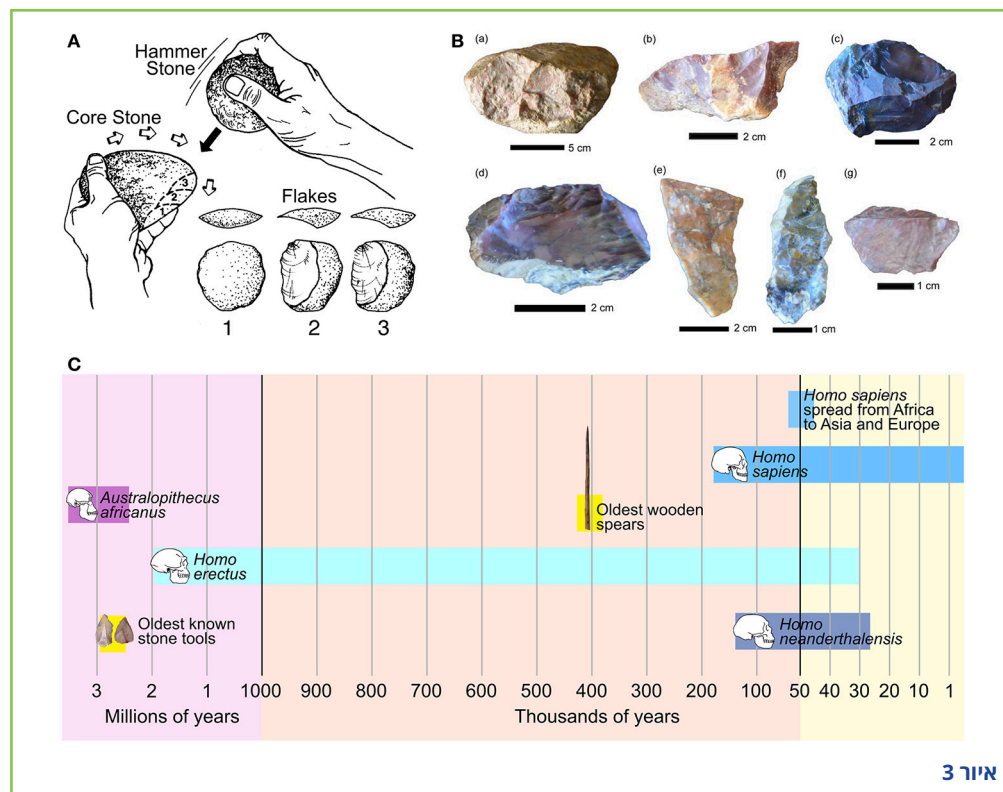 A
Hammer
Stone
Core Stone
3
2
1
Flakes
1 2 3
B
(a)
5 cm
(b)
2 cm
(c)
2 cm
(d)
2 cm
(e)
2 cm
(f)
1 cm
(g)
1 cm
C
Homo sapiens
spread from Africa
to Asia and Europe
Homo
sapiens
Australopithecus
africanus
Oldest wooden
spears
Homo
erectus
Oldest known
stone tools
Homo
neanderthalensis
3 2 1 1000 900 800 700 600 500 400 300 200 100 50 40 30 20 10 1
Millions of years Thousands of years
איור 3